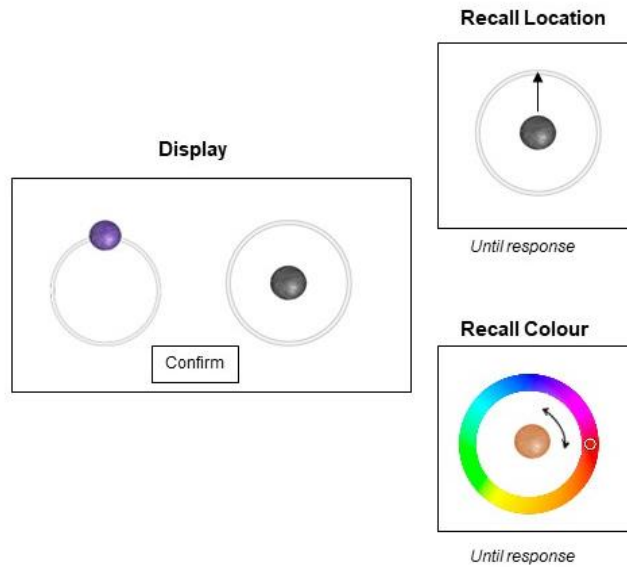 Recall Location
Display
Until response
Confirm
Recall Colour
Until response